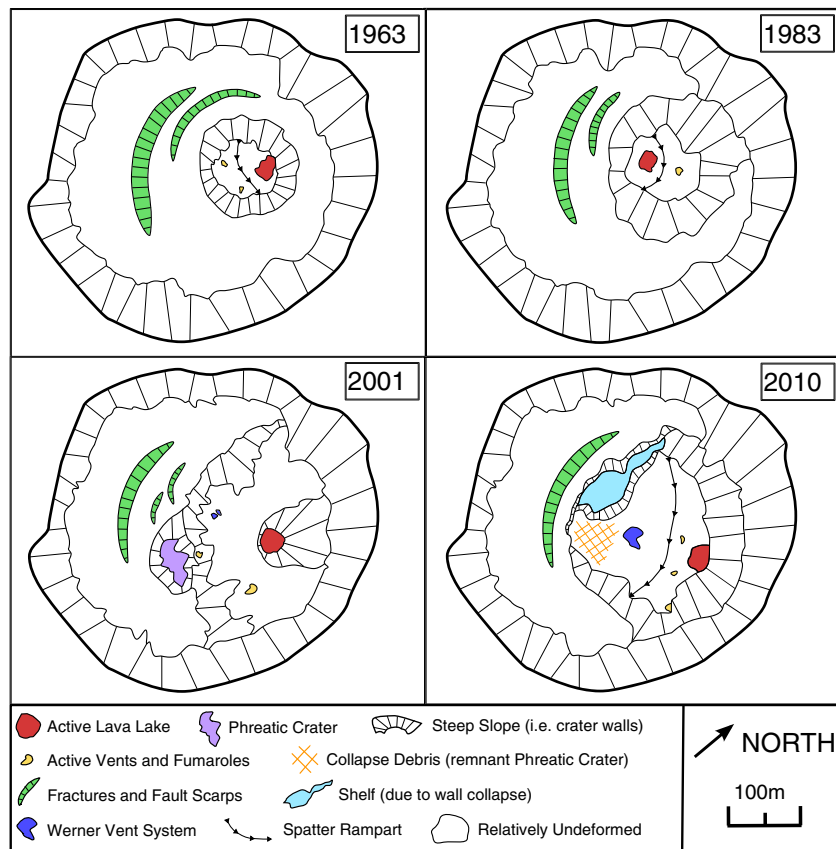 1963
1983
2001
2010
Active Lava Lake
Phreatic Crater
Steep Slope (i.e. crater walls)
Active Vents and Fumaroles
Collapse Debris (remnant Phreatic Crater)
Fractures and Fault Scarps
Shelf (due to wall collapse)
Werner Vent System
Spatter Rampart
Relatively Undeformed
NORTH
100m